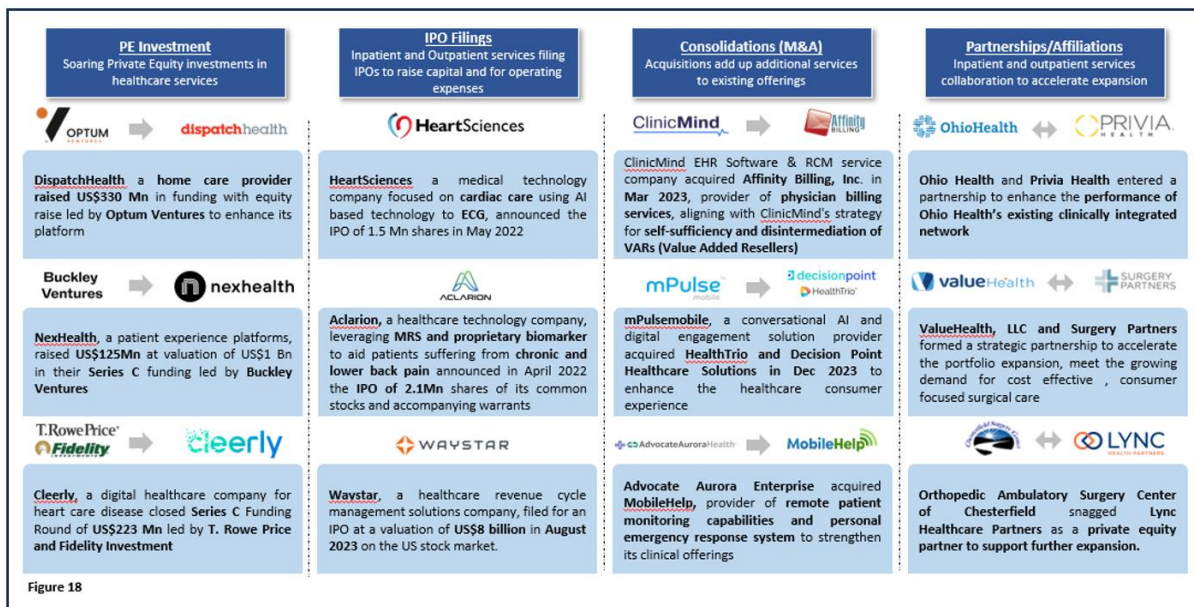 PE Investment
Soaring Private Equity investments in
healthcare services
OPTUM
VENTURES
dispatchhealth
DispatchHealth a home care provider
raised US$330 Mn in funding with equity
raise led by Optum Ventures to enhance its
platform
Buckley
Ventures
nexhealth
NexHealth, a patient experience platforms,
raised US$125Mn at valuation of US$1 Bn
in their Series C funding led by Buckley
Ventures
T.RowePrice
Fidelity
INVESTMENTS
cleerly
Cleerly, a digital healthcare company for
heart care disease closed Series C Funding
Round of US$223 Mn led by T. Rowe Price
and Fidelity Investment
IPO Filings
Inpatient and Outpatient services filing
IPOs to raise capital and for operating
expenses
HeartSciences
HeartSciences a medical technology
company focused on cardiac care using AI
based technology to ECG, announced the
IPO of 1.5 Mn shares in May 2022
ACLARION
Aclarion, a healthcare technology company,
leveraging MRS and proprietary biomarker
to aid patients suffering from chronic and
lower back pain announced in April 2022
the IPO of 2.1Mn shares of its common
stocks and accompanying warrants
WAYSTAR
Waystar, a healthcare revenue cycle
management solutions company, filed for
an IPO at a valuation of US$8 billion in August
2023 on the US stock market.
Consolidations (M&A)
Acquisitions add up additional services
to existing offerings
ClinicMind
Affinity
BILLING
ClinicMind EHR Software & RCM service
company acquired Affinity Billing, Inc. in
Mar 2023, provider of physician billing
services, aligning with ClinicMind's strategy
for self-sufficiency and disintermediation of
VARs (Value Added Resellers)
mPulse
mobile
decisionpoint
HealthTrio
mPulsemobile, a conversational AI and
digital engagement solution provider
acquired HealthTrio and Decision Point
Healthcare Solutions in Dec 2023 to
enhance the healthcare consumer
experience
AdvocateAuroraHealth
MobileHelp
Advocate Aurora Enterprise acquired
MobileHelp, provider of remote patient
monitoring capabilities and personal
emergency response system to strengthen
its clinical offerings
Partnerships/Affiliations
Inpatient and outpatient services
collaboration to accelerate expansion
OhioHealth
PRIVIA
HEALTH
Ohio Health and Privia Health entered a
partnership to enhance the performance of
Ohio Health's existing clinically integrated
network
valueHealth
SURGERY
PARTNERS
ValueHealth, LLC and Surgery Partners
formed a strategic partnership to accelerate
the portfolio expansion, meet the growing
demand for cost effective , consumer
focused surgical care
Chesterfield Surgery Center
LYNC
HEALTH PARTNERS
Orthopedic Ambulatory Surgery Center
of Chesterfield snagged Lync
Healthcare Partners as a private equity
partner to support further expansion.
Figure 18